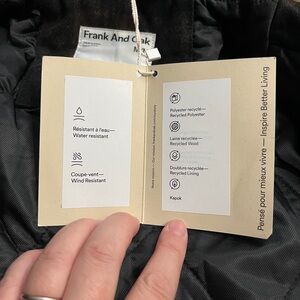 Frank And Oak
Résistant à l'eau—
Water resistant
Coupe-vent—
Wind Resistant
Polyester recyclé—
Recycled Polyester
Laine recyclée—
Recycled Wool
Doublure recyclée—
Recycled Lining
Kapok
Pensé pour mieux vivre — Inspire Better Living